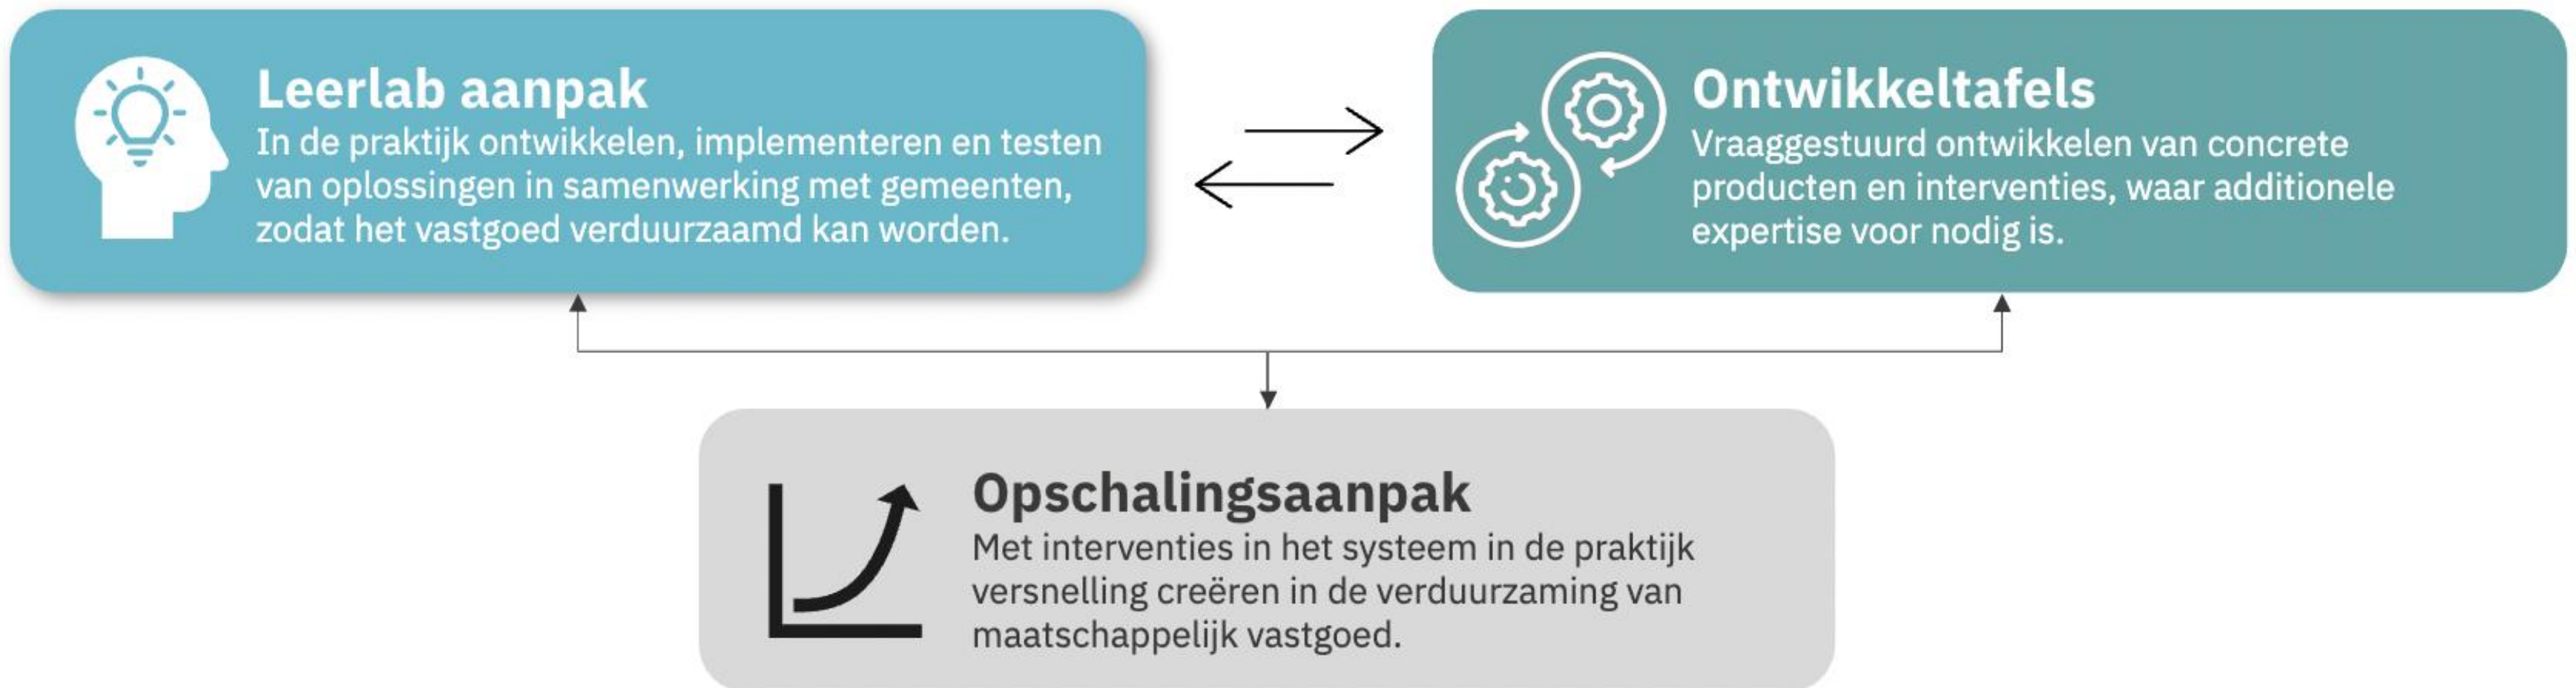 Leerlab aanpak
In de praktijk ontwikkelen, implementeren en testen
van oplossingen in samenwerking met gemeenten,
zodat het vastgoed verduurzaamd kan worden.
Ontwikkeltafels
Vraaggestuurd ontwikkelen van concrete
producten en interventies, waar additionele
expertise voor nodig is.
Opschalingsaanpak
Met interventies in het systeem in de praktijk
versnelling creëren in de verduurzaming van
maatschappelijk vastgoed.